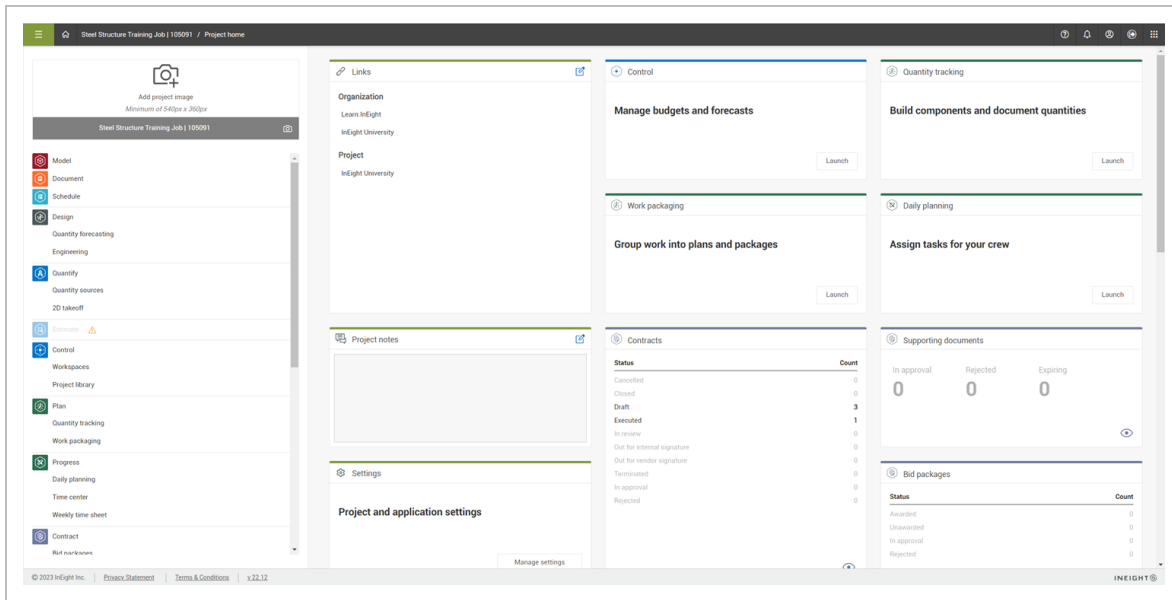 Steel Structure Training Job | 105091 / Project home
Add project image
Minimum of 540px x 360px
Steel Structure Training Job | 105091
Model
Document
Schedule
Design
Quantity forecasting
Engineering
Quantify
Quantity sources
2D takeoff
Estimate
Control
Workspaces
Project library
Plan
Quantity tracking
Work packaging
Progress
Daily planning
Time center
Weekly time sheet
Contract
Bid packages
Links
Organization
Learn.InEight
InEight University
Project
InEight University
Project notes
Settings
Project and application settings
Manage settings
Control
Manage budgets and forecasts
Launch
Work packaging
Group work into plans and packages
Launch
Contracts
Status Count
Cancelled 0
Closed 0
Draft 3
Executed 1
In review 0
Out for internal signature 0
Out for vendor signature 0
Terminated 0
In approval 0
Rejected 0
Quantity tracking
Build components and document quantities
Launch
Daily planning
Assign tasks for your crew
Launch
Supporting documents
In approval Rejected Expiring
0 0 0
Bid packages
Status Count
Awarded 0
Unawarded 0
In approval 0
Rejected 0
© 2023 InEight Inc. Privacy Statement Terms & Conditions v 22.12
INEIGHT